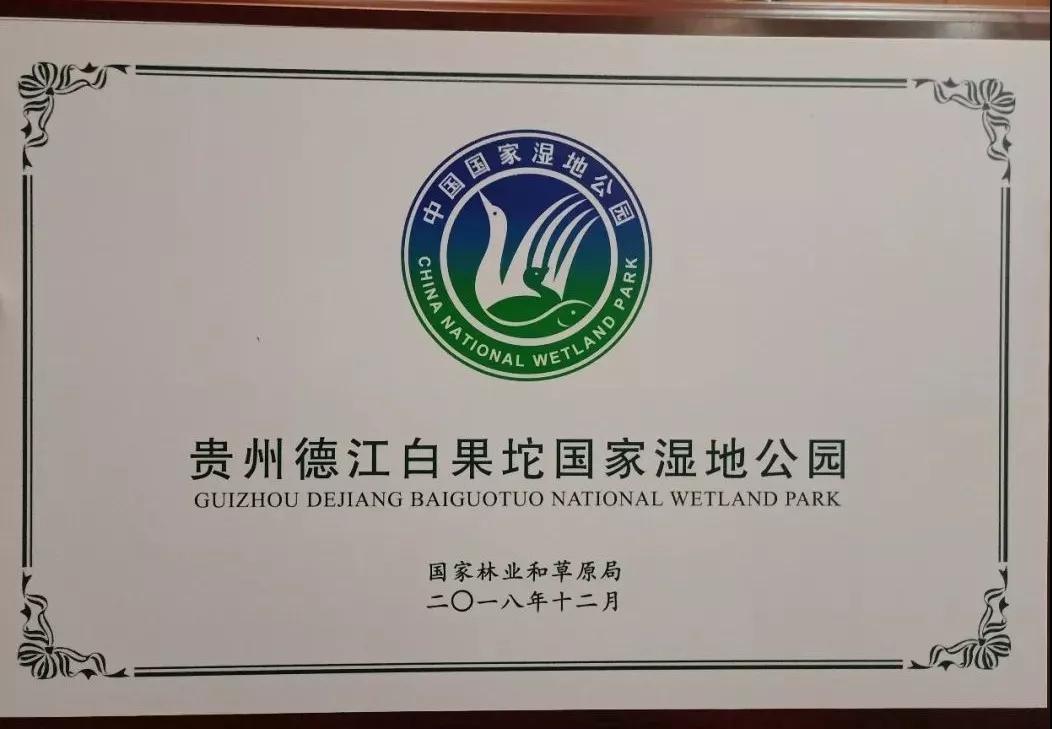 中国国家湿地公园
CHINA NATIONAL WETLAND PARK
贵州德江白果坨国家湿地公园
GUIZHOU DEJIANG BAIGUOTUO NATIONAL WETLAND PARK
国家林业和草原局
二〇一八年十二月